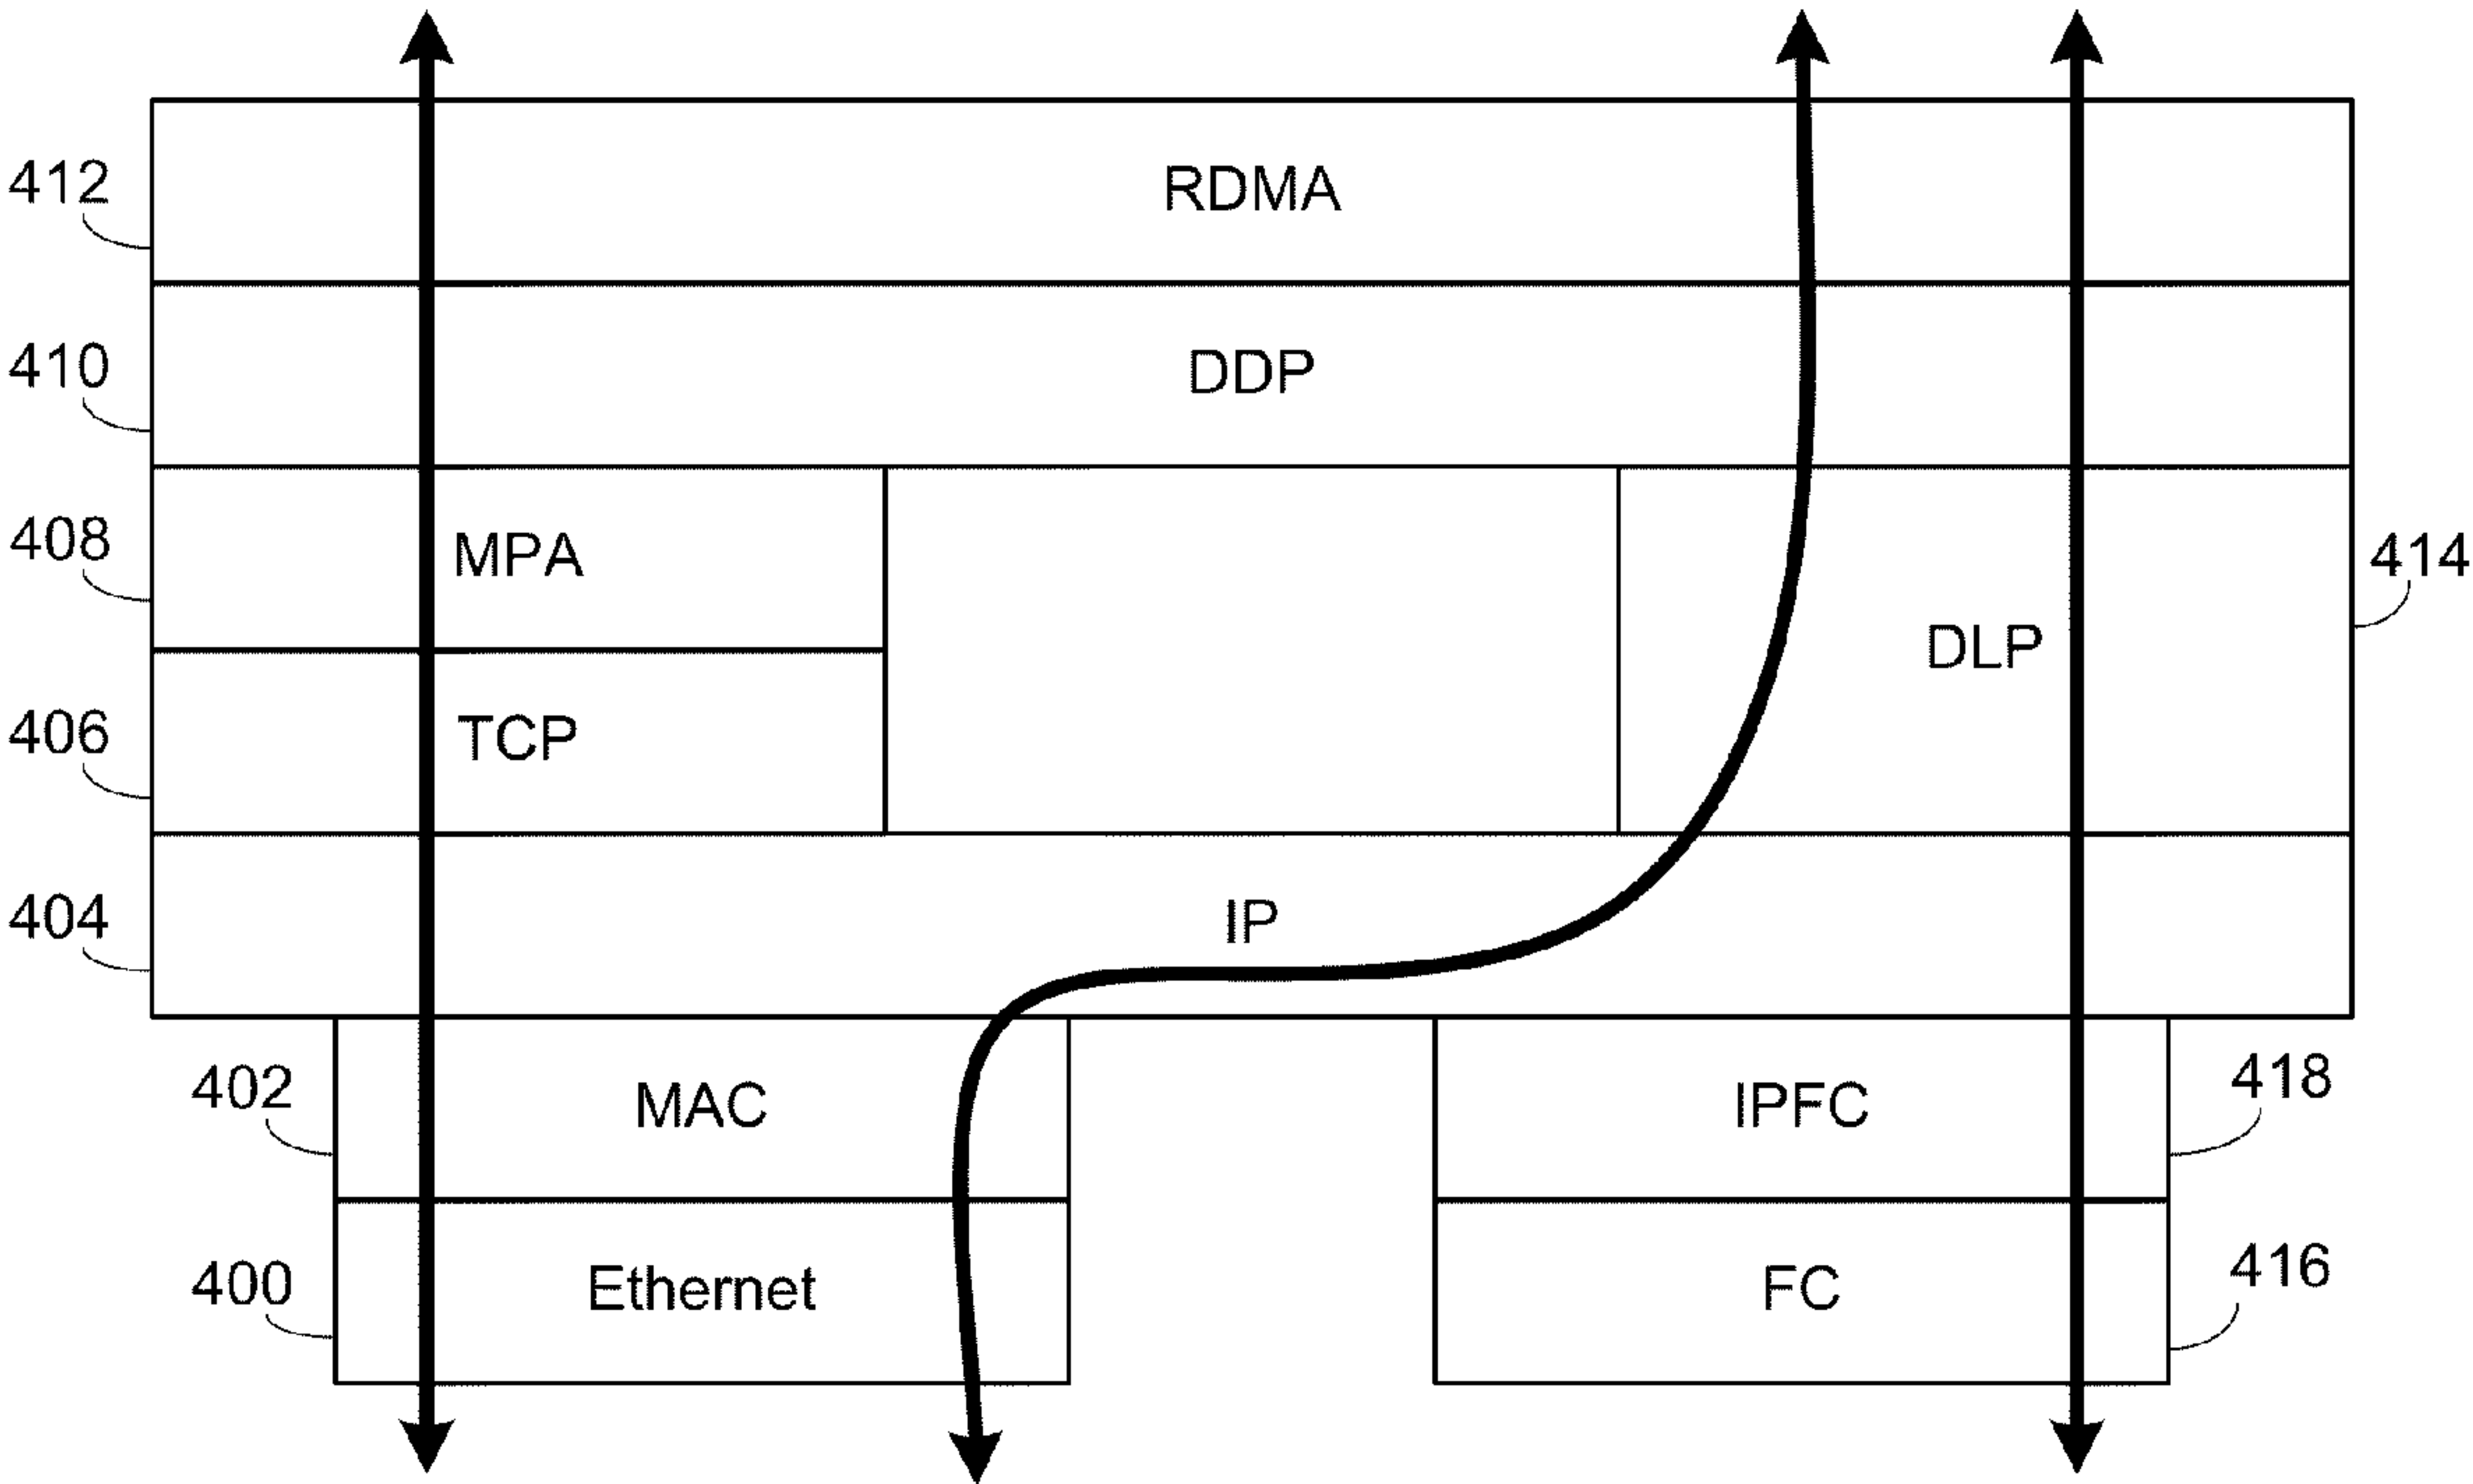 RDMA
412
DDP
410
MPA
408
414
DLP
TCP
406
IP
404
MAC
402
IPFC
418
Ethernet
400
FC
416